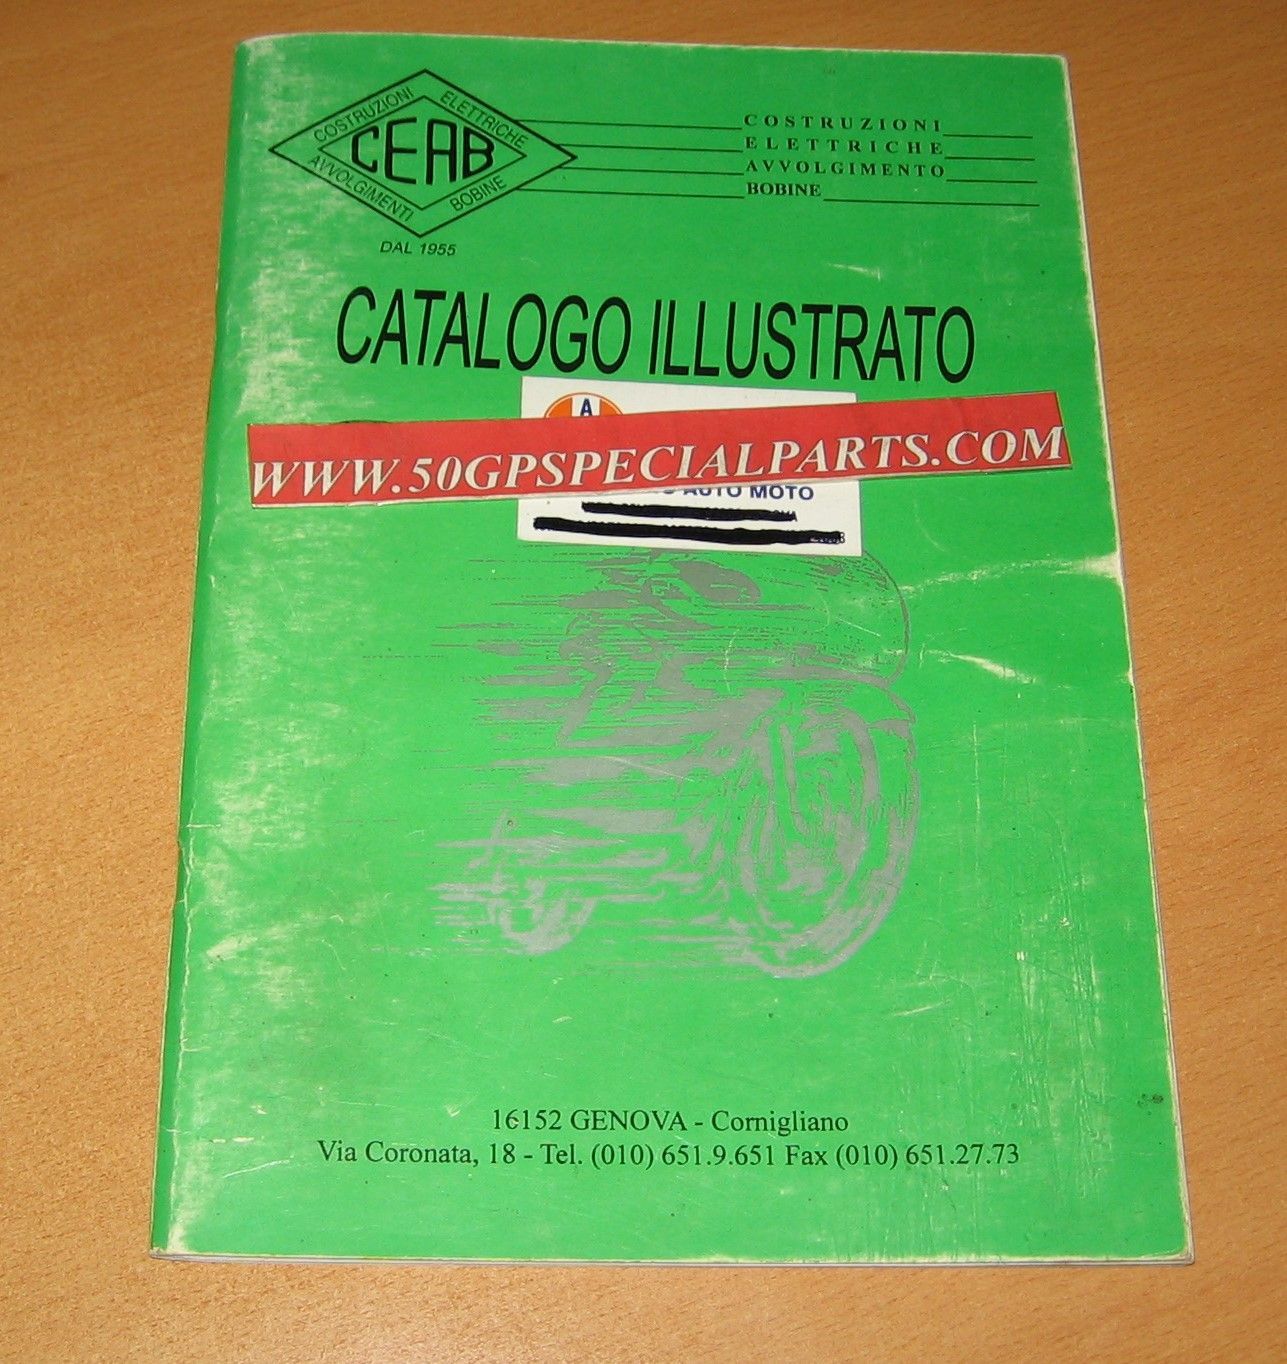 COSTRUZIONI ELETTRICHE
CEAB
AVVOLGIMENTI BOBINE
DAL 1955
COSTRUZIONI
ELETTRICHE
AVVOLGIMENTO
BOBINE
CATALOGO ILLUSTRATO
A
WWW.50GPSPECIALPARTS.COM
AUTO MOTO
16152 GENOVA - Cornigliano
Via Coronata, 18 - Tel. (010) 651.9.651 Fax (010) 651.27.73